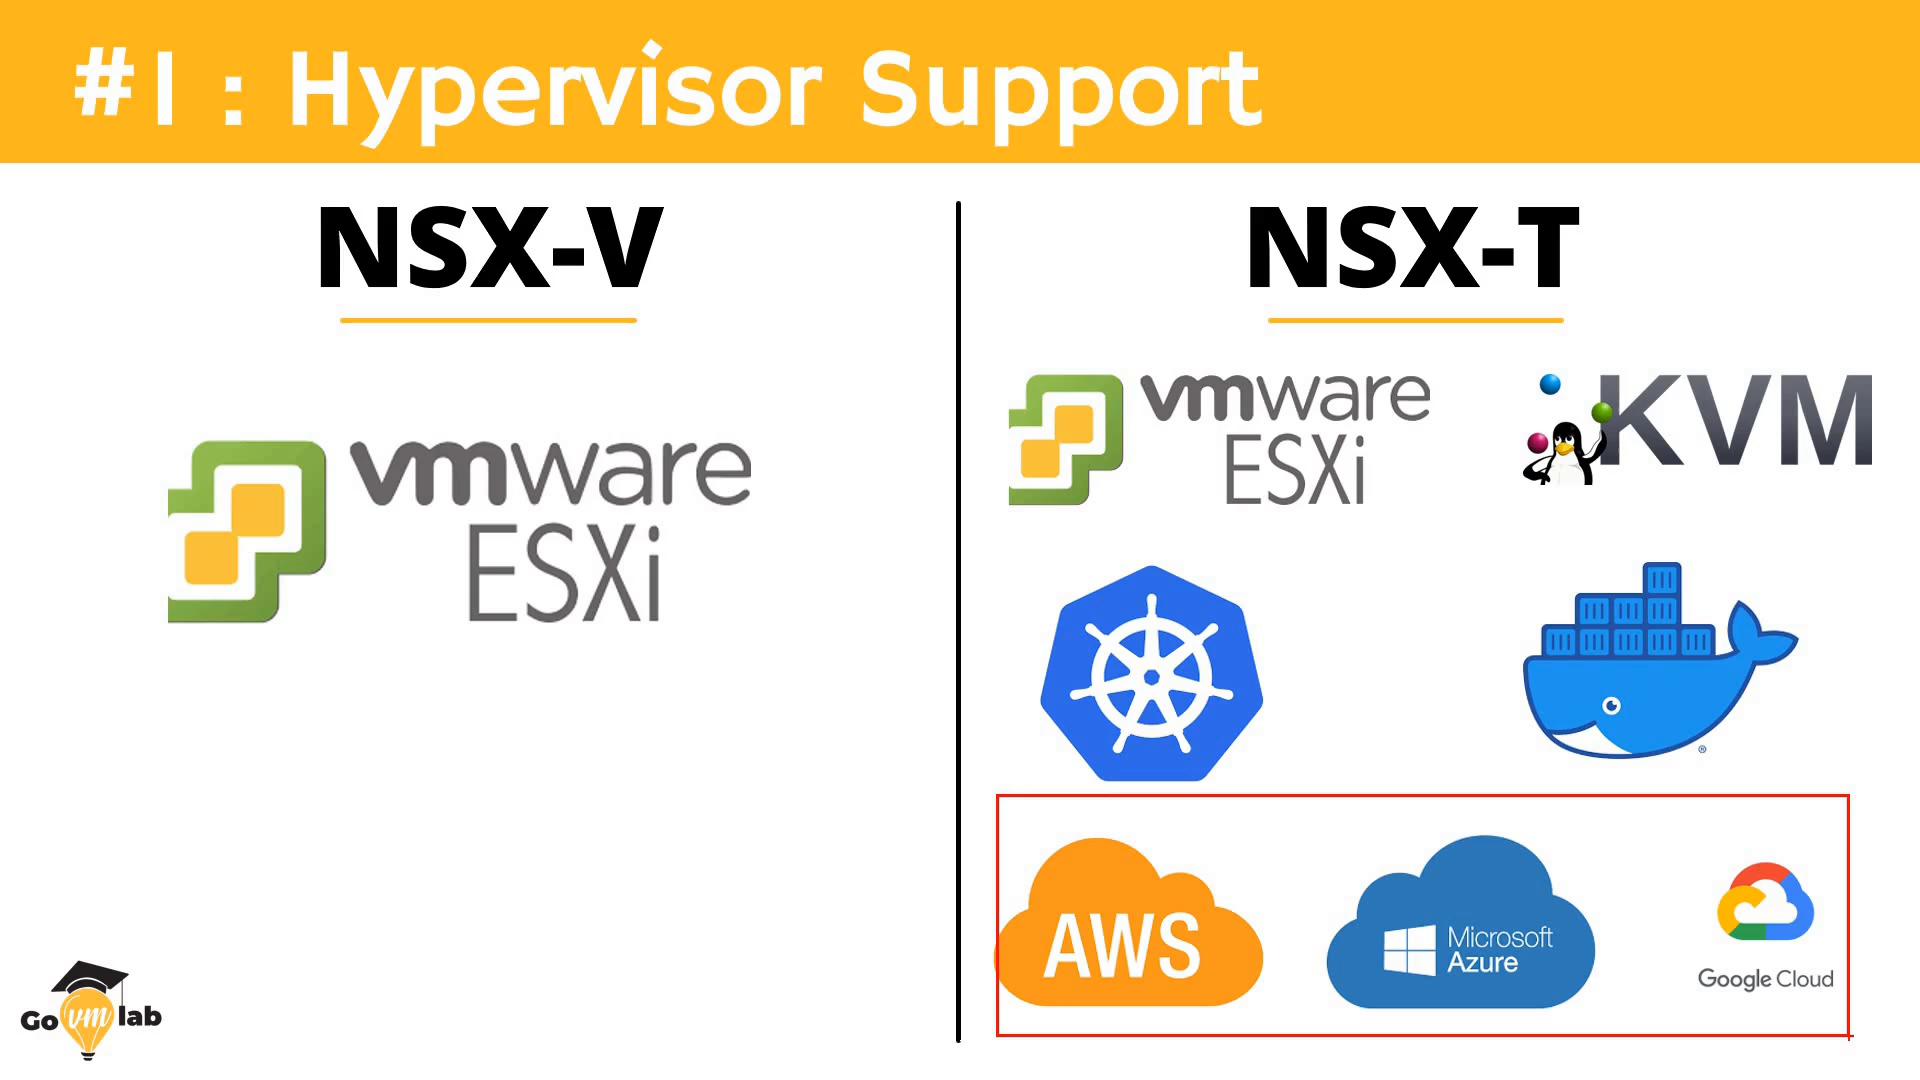 #1 : Hypervisor Support
NSX-V
vmware
ESXi
NSX-T
vmware
ESXi
KVM
®
AWS
Microsoft
Azure
Google Cloud
Go vm lab